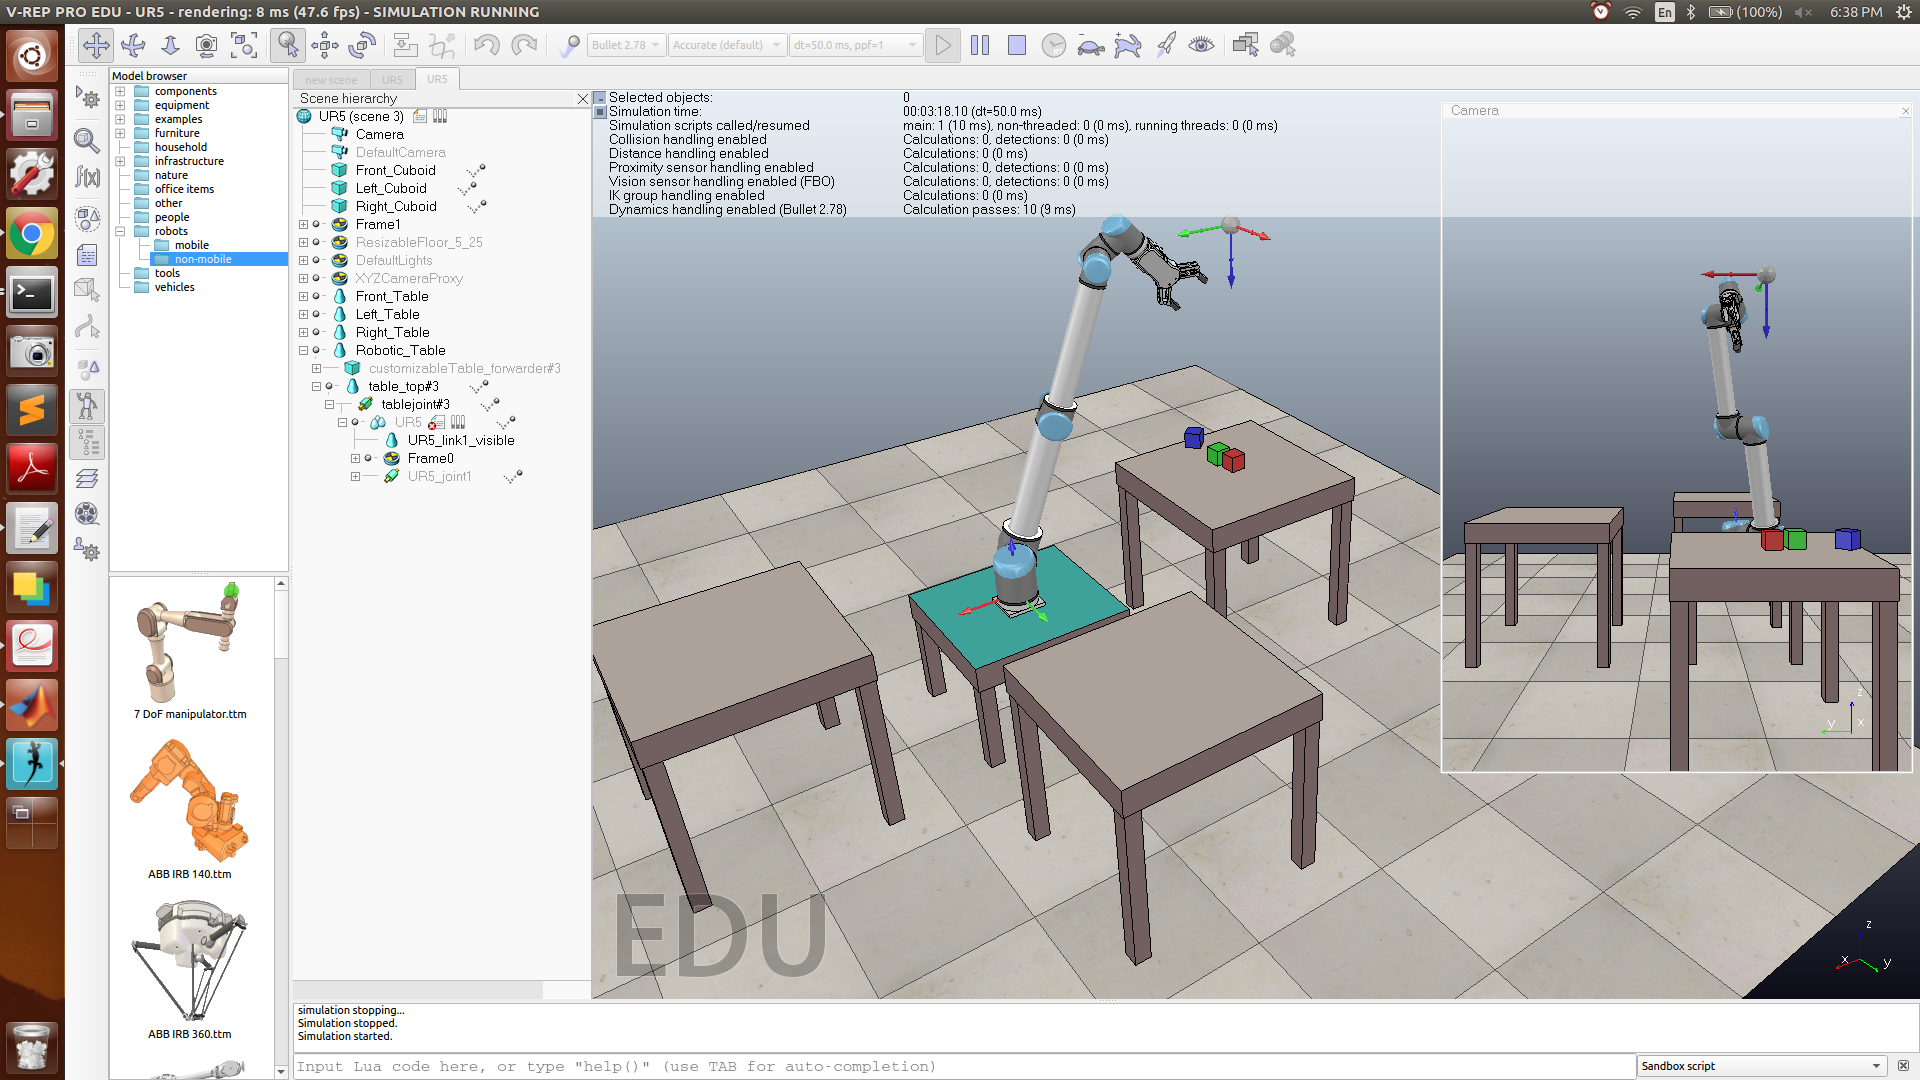 V-REP PRO EDU - UR5 - rendering: 8 ms (47.6 fps) - SIMULATION RUNNING
En
(100%)
6:38 PM
Bullet 2.78
Accurate (default)
dt=50.0 ms, ppf=1
Model browser
components
equipment
examples
furniture
household
infrastructure
nature
office items
other
people
robots
mobile
non-mobile
tools
vehicles
7 DoF manipulator.ttm
ABB IRB 140.ttm
ABB IRB 360.ttm
f(x)
new scene
UR5
UR5
Scene hierarchy
UR5 (scene 3)
Camera
DefaultCamera
Front_Cuboid
Left_Cuboid
Right_Cuboid
Frame1
ResizableFloor_5_25
DefaultLights
XYZCameraProxy
Front_Table
Left_Table
Right_Table
Robotic_Table
customizableTable_forwarder#3
table_top#3
tablejoint#3
UR5
UR5_link1_visible
Frame0
UR5_joint1
Selected objects: 0
Simulation time: 00:03:18.10 (dt=50.0 ms)
Simulation scripts called/resumed main: 1 (10 ms), non-threaded: 0 (0 ms), running threads: 0 (0 ms)
Collision handling enabled Calculations: 0, detections: 0 (0 ms)
Distance handling enabled Calculations: 0 (0 ms)
Proximity sensor handling enabled Calculations: 0, detections: 0 (0 ms)
Vision sensor handling enabled (FBO) Calculations: 0, detections: 0 (0 ms)
IK group handling enabled Calculations: 0 (0 ms)
Dynamics handling enabled (Bullet 2.78) Calculation passes: 10 (9 ms)
Camera
z
y
x
EDU
z
x
y
simulation stopping...
Simulation stopped.
Simulation started.
Input Lua code here, or type "help()" (use TAB for auto-completion)
Sandbox script